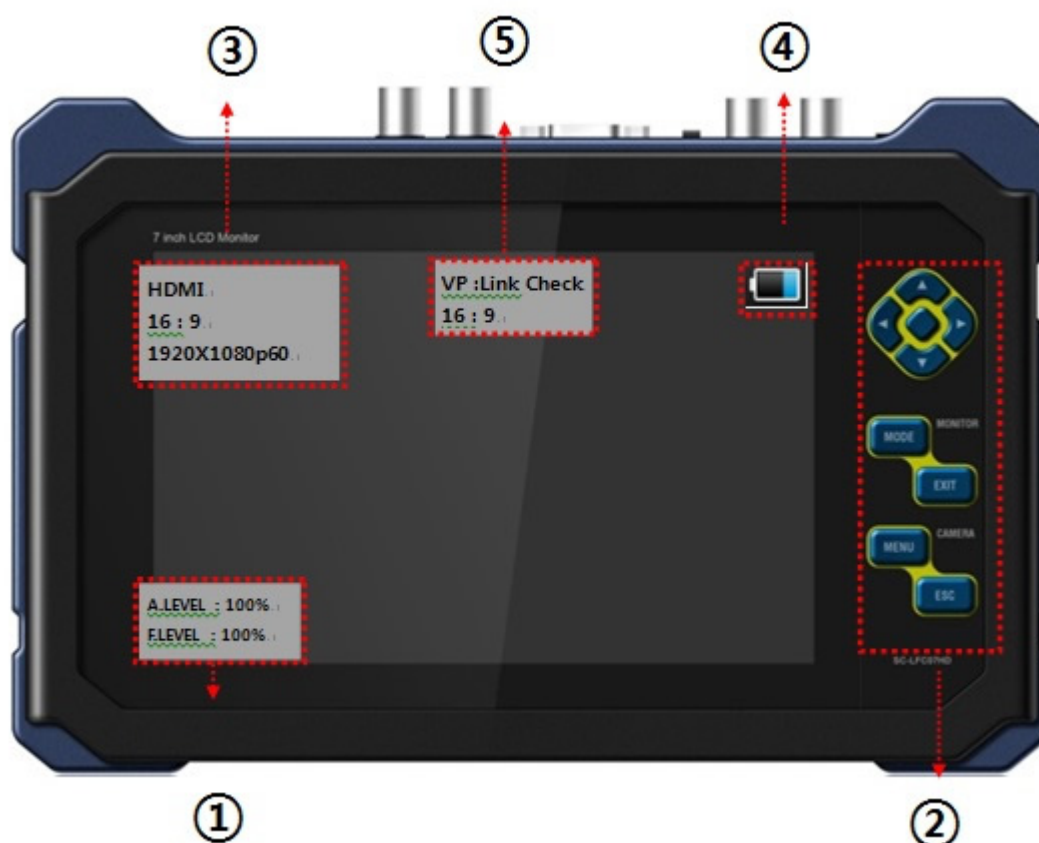 ③
⑤
④
7 inch LCD Monitor
HDMI
16 : 9
1920X1080p60
VP :Link Check
16 : 9
MODE
MONITOR
EXIT
MENU
CAMERA
ESC
A.LEVEL : 100%
F.LEVEL : 100%
SC-LFC07HD
①
②